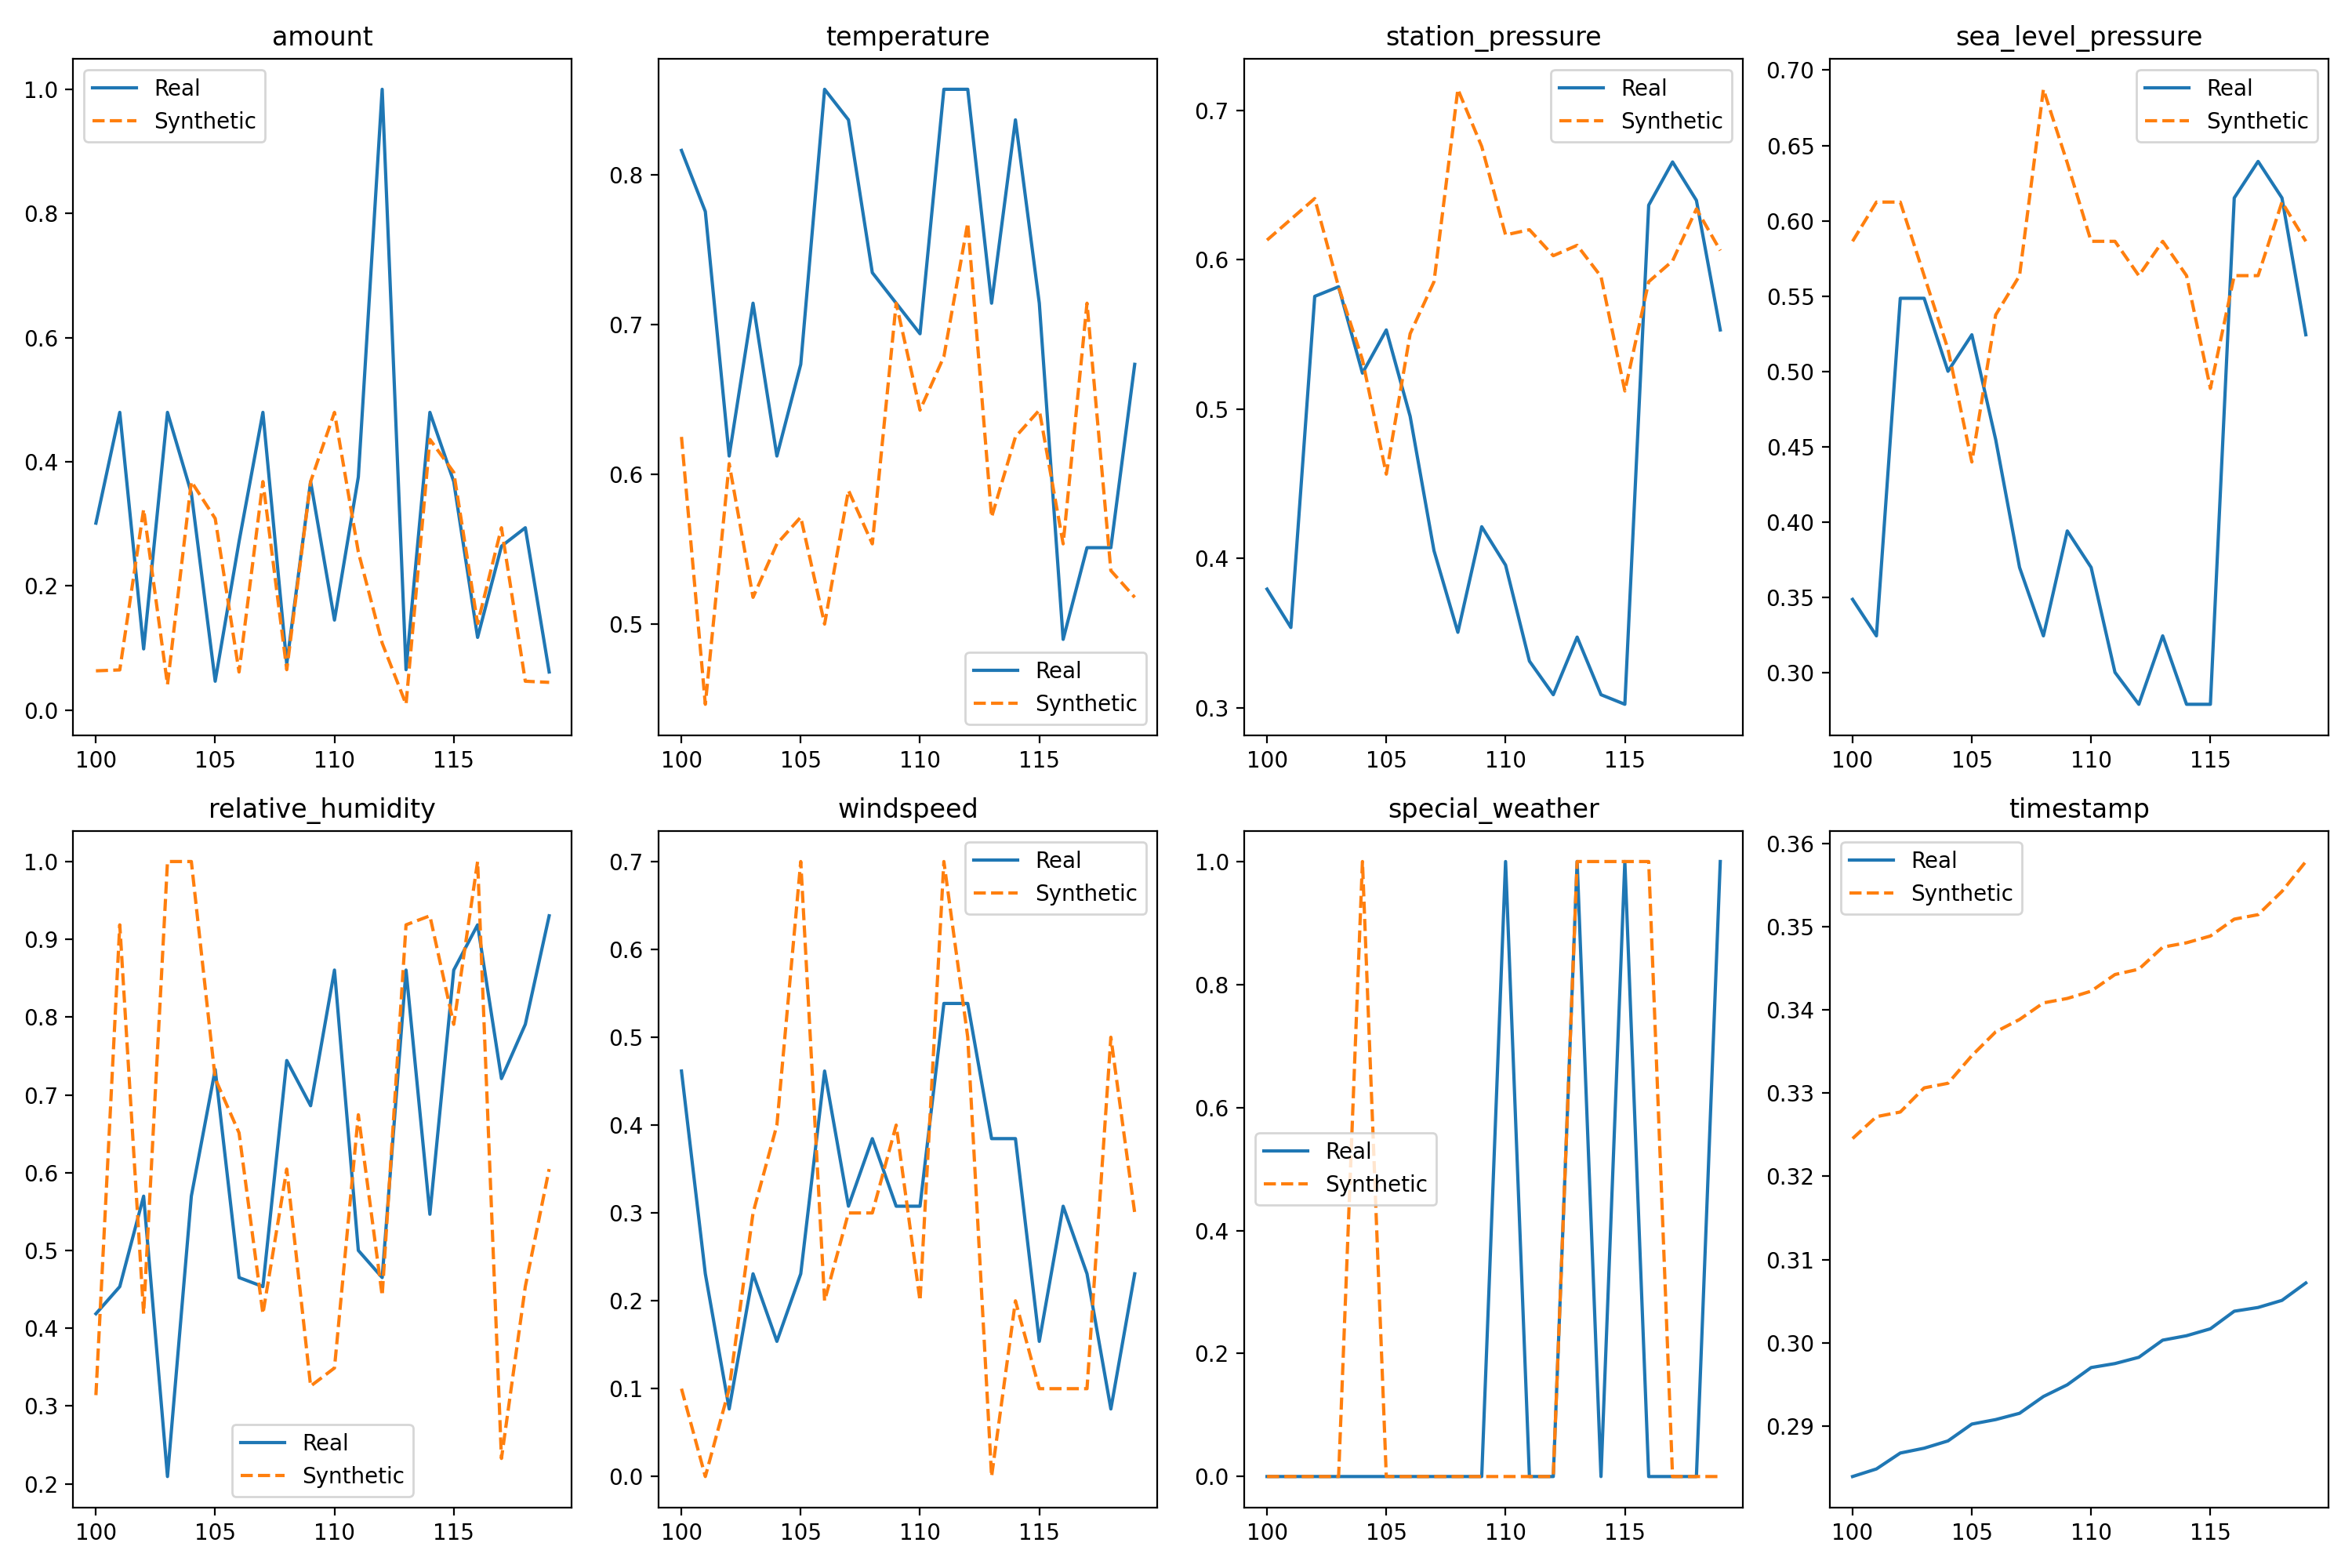 amount
1.0
0.8
0.6
0.4
0.2
0.0
Real
Synthetic
100 105 110 115
temperature
0.8
0.7
0.6
0.5
Real
Synthetic
100 105 110 115
station_pressure
0.7
0.6
0.5
0.4
0.3
Real
Synthetic
100 105 110 115
sea_level_pressure
0.70
0.65
0.60
0.55
0.50
0.45
0.40
0.35
0.30
Real
Synthetic
100 105 110 115
relative_humidity
1.0
0.9
0.8
0.7
0.6
0.5
0.4
0.3
0.2
Real
Synthetic
100 105 110 115
windspeed
0.7
0.6
0.5
0.4
0.3
0.2
0.1
0.0
Real
Synthetic
100 105 110 115
special_weather
1.0
0.8
0.6
0.4
0.2
0.0
Real
Synthetic
100 105 110 115
timestamp
0.36
0.35
0.34
0.33
0.32
0.31
0.30
0.29
Real
Synthetic
100 105 110 115